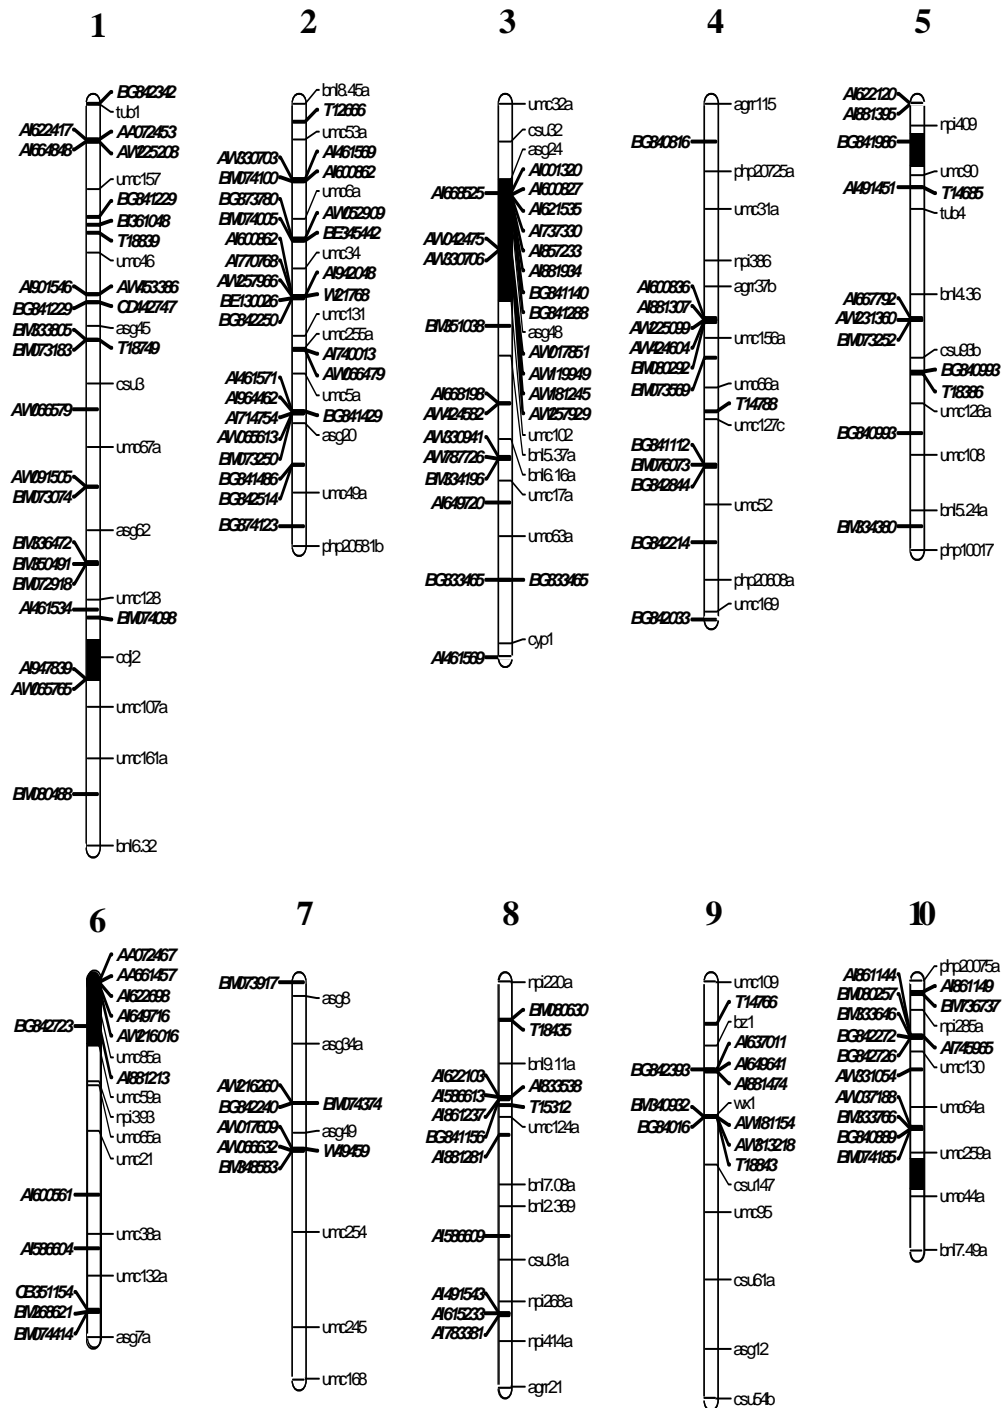 1
BG842342
tub1
AI622417
AI664848
AA072453
AW225208
umc157
BG841229
BI361048
T18839
umc46
AI901546
BG841229
AW453386
CD442747
BM333805
BM073183
asg45
T18749
csu3
AW066579
umc67a
AW091505
BM073074
asg62
BM336472
BM350491
BM072918
umc128
AI461534
BM074098
cdj2
AI947839
AW065765
umc107a
umc161a
BM080488
bnl6.32
2
bnl8.45a
T12666
umc53a
AW330703
BM074100
BG873780
BM074005
AI600862
AI770768
AW257966
BE130026
BG842250
AI461569
AI600862
umc6a
AW052909
BE345442
umc34
AI942048
W21768
umc131
umc255a
AI740013
AW066479
umc5a
AI461571
AI964462
AI714754
AW065613
BM073250
BG841486
BG842514
BG841429
asg20
umc49a
BG874123
php20581b
3
umc32a
csu32
asg24
AI668525
AW042475
AW330706
AI001320
AI600827
AI621535
AI737330
AI857233
AI881934
BG841140
BG841288
asg48
AW017851
AW119949
AW181245
AW257929
umc102
bnl5.37a
bnl6.16a
umc17a
BM351038
AI668198
AW424582
AW330941
AW787726
BM334196
AI649720
umc63a
BG833465
BG833465
cyp1
AI461569
4
agrr115
BG840816
php20725a
umc31a
npi386
agrr37b
AI600836
AI881307
AW225099
AW424604
BM080292
BM073569
umc156a
umc66a
T14788
umc127c
BG841112
BM076073
BG842844
umc52
BG842214
php20608a
umc169
BG842033
5
AI622120
AI881395
npi409
BG841986
umc90
AI491451
T14685
tub4
AI667792
AW231360
BM073252
bnl4.36
csu93b
BG840993
T18386
umc126a
BG840993
umc108
bnl5.24a
BM334380
php10017
6
AA072467
AA661457
AI622698
AI649716
AW216016
BG842723
umc85a
AI881213
umc59a
npi393
umc65a
umc21
AI600561
umc38a
AI586604
umc132a
CB351154
BM268621
BM074414
asg7a
7
BM073917
asg8
asg34a
AW216260
BG842240
BM074374
AW017609
AW066632
BM348583
asg49
W49459
umc254
umc245
umc168
8
npi220a
BM080630
T18435
bnl9.11a
AI622103
AI586613
AI861237
BG841156
AI881281
AI833538
T15312
umc124a
bnl7.08a
bnl2.369
AI586609
csu31a
AI491543
AI615233
AI783381
npi268a
npi414a
agrr21
9
umc109
T14766
bz1
AI637011
BG842393
AI649641
AI881474
BM340932
BG84016
wx1
AW181154
AW313218
T18843
csu147
umc95
csu61a
asg12
csu54b
10
php20075a
AI861144
BM080257
BM333646
BG842272
BG842726
AI861149
BM736737
npi285a
AI745965
umc130
AW331054
AW037188
BM333766
BG840889
BM074185
umc64a
umc259a
umc44a
bnl7.49a